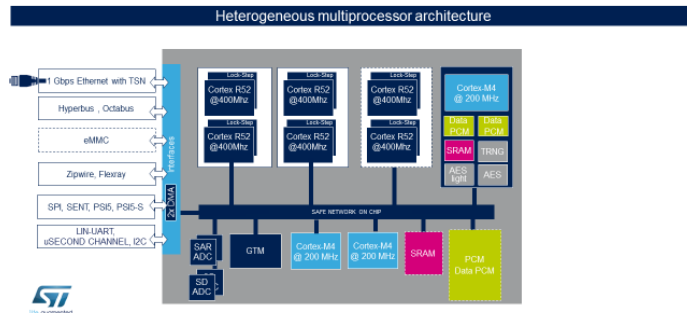 Heterogeneous multiprocessor architecture
1 Gbps Ethernet with TSN
Hyperbus , Octabus
eMMC
Zipwire, Flexray
SPI, SENT, PSI5, PSI5-S
LIN-UART,
uSECOND CHANNEL, I2C
Interfaces
2x DMA
Lock-Step
Cortex R52
@400Mhz
Lock-Step
Cortex R52
@400Mhz
Lock-Step
Cortex R52
@400Mhz
Lock-Step
Cortex R52
@400Mhz
Lock-Step
Cortex R52
@400Mhz
Lock-Step
Cortex R52
@400Mhz
Cortex-M4
@ 200 MHz
Data
PCM
Data
PCM
SRAM
TRNG
AES
light
AES
SAFE NETWORK ON CHIP
SAR
ADC
SD
ADC
GTM
Cortex-M4
@ 200 MHz
Cortex-M4
@ 200 MHz
SRAM
PCM
Data PCM
ST